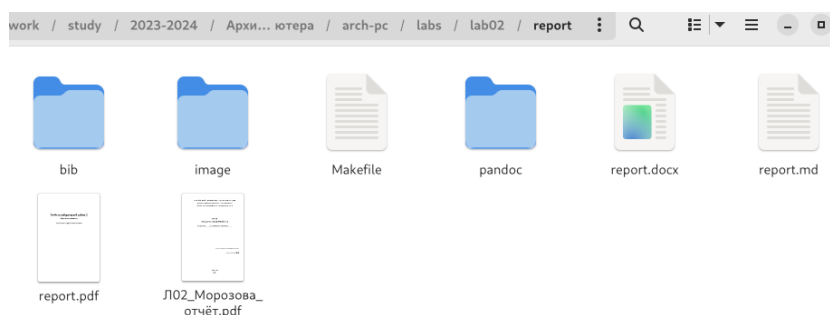 work / study / 2023-2024 / Архи… ютера / arch-pc / labs / lab02 / report
bib
image
Makefile
pandoc
report.docx
report.md
report.pdf
Л02_Морозова_
отчёт.pdf